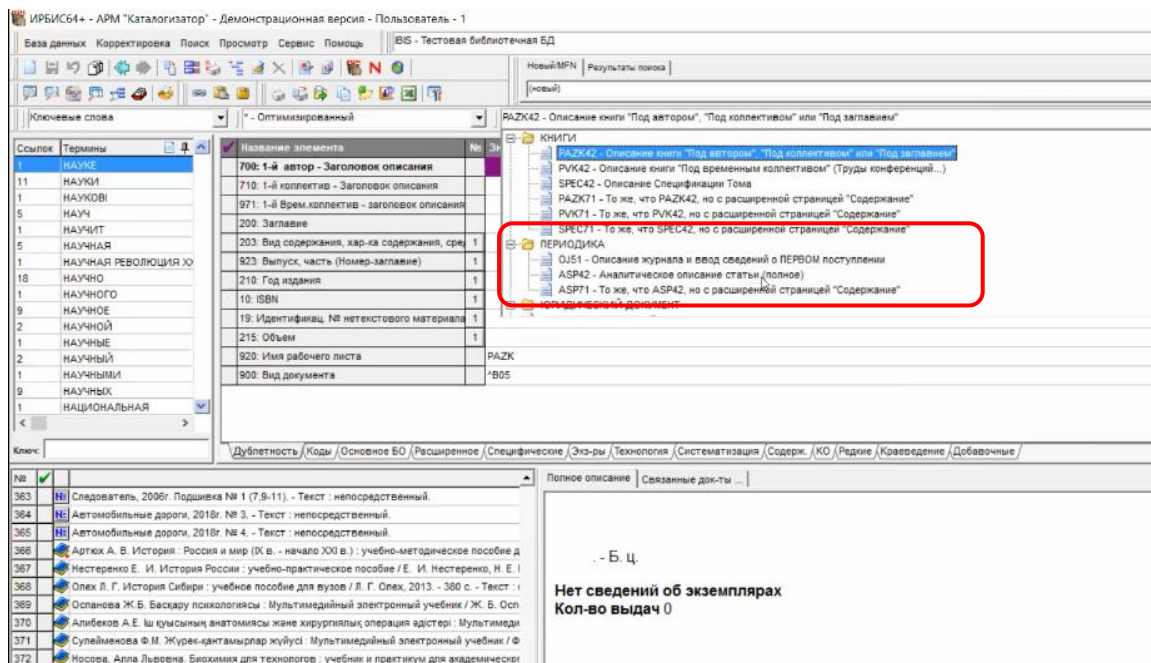 ИРБИС64+ - АРМ "Каталогизатор" - Демонстрационная версия - Пользователь - 1
База данных Корректировка Поиск Просмотр Сервис Помощь
IBIS - Тестовая библиотечная БД
Новый/MFN Результаты поиска
(новый)
Ключевые слова
* - Оптимизированный
PAZK42 - Описание книги "Под автором", "Под коллективом" или "Под заглавием"
Ссылок Термины
1 НАУКЕ
11 НАУКИ
1 НАУКОВІ
5 НАУЧ
1 НАУЧИТ
5 НАУЧНАЯ
1 НАУЧНАЯ РЕВОЛЮЦИЯ XX
18 НАУЧНО
1 НАУЧНОГО
9 НАУЧНОЕ
2 НАУЧНОЙ
1 НАУЧНЫЕ
2 НАУЧНЫЙ
1 НАУЧНЫМИ
9 НАУЧНЫХ
1 НАЦИОНАЛЬНАЯ
Ключ:
Название элемента № Зн
700: 1-й автор - Заголовок описания
710: 1-й коллектив - Заголовок описания
971: 1-й Врем.коллектив - заголовок описания
200: Заглавие
203: Вид содержания, хар-ка содержания, сред 1
923: Выпуск, часть (Номер-заглавие) 1
210: Год издания 1
10: ISBN 1
19: Идентификац. № нетекстового материала 1
215: Объем 1
920: Имя рабочего листа PAZK
900: Вид документа ^B05
КНИГИ
PAZK42 - Описание книги "Под автором", "Под коллективом" или "Под заглавием"
PVK42 - Описание книги "Под временным коллективом" (Труды конференций...)
SPEC42 - Описание Спецификации Тома
PAZK71 - То же, что PAZK42, но с расширенной страницей "Содержание"
PVK71 - То же, что PVK42, но с расширенной страницей "Содержание"
SPEC71 - То же, что SPEC42, но с расширенной страницей "Содержание"
ПЕРИОДИКА
OJ51 - Описание журнала и ввод сведений о ПЕРВОМ поступлении
ASP42 - Аналитическое описание статьи (полное)
ASP71 - То же, что ASP42, но с расширенной страницей "Содержание"
ЮРИДИЧЕСКИЙ ДОКУМЕНТ
Дублетность Коды Основное БО Расширенное Специфические Экз-ры Технология Систематизация Содерж. КО Редкие Краеведение Добавочные
№
363 Следователь, 2006г. Подшивка № 1 (7,9-11). - Текст : непосредственный.
364 Автомобильные дороги, 2018г. № 3. - Текст : непосредственный.
365 Автомобильные дороги, 2018г. № 4. - Текст : непосредственный.
366 Артюх А. В. История : Россия и мир (IX в. - начало XXI в.) : учебно-методическое пособие д
367 Нестеренко Е. И. История России : учебно-практическое пособие / Е. И. Нестеренко, Н. Е. 
368 Опех Л. Г. История Сибири : учебное пособие для вузов / Л. Г. Опех, 2013. - 380 с. - Текст :
369 Оспанова Ж.Б. Басқару психологиясы : Мультимедийный электронный учебник / Ж. Б. Осп
370 Алибеков А.Е. Іш қуысының анатомиясы және хирургиялық операция әдістері : Мультимеди
371 Сулейменова Ф.М. Жүрек-қантамырлар жүйусі : Мультимедийный электронный учебник / Ф
372 Носова, Алла Львовна. Биохимия для технологов : учебник и практикум для академическог
Полное описание Связанные док-ты ...
. - Б. ц.
Нет сведений об экземплярах
Кол-во выдач 0